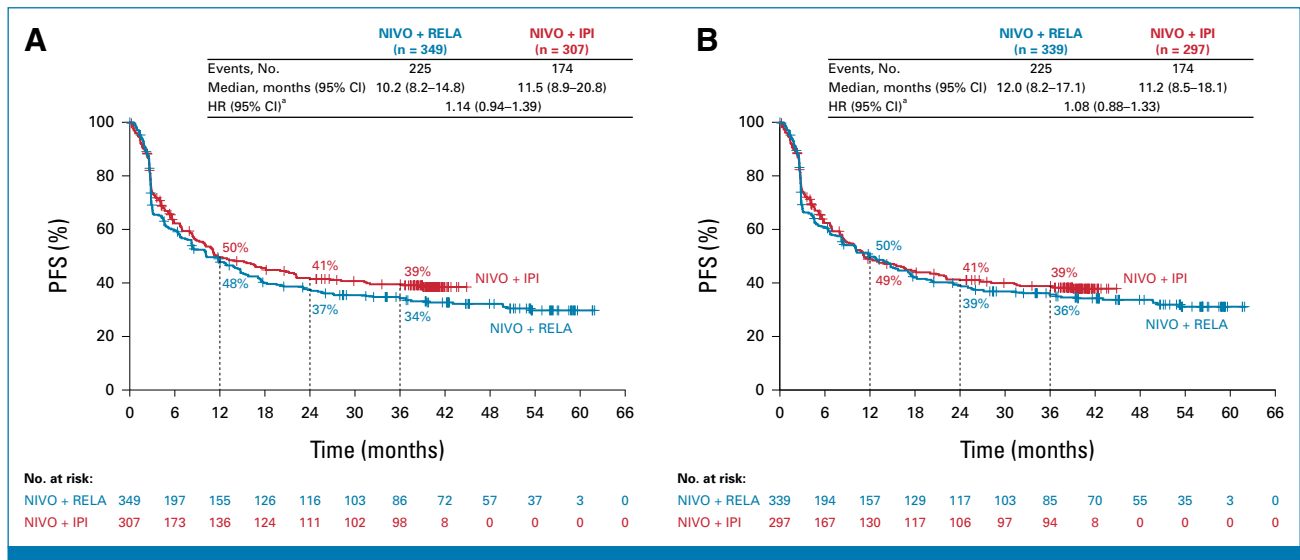 A
NIVO + RELA NIVO + IPI
(n = 349) (n = 307)
Events, No. 225 174
Median, months (95% CI) 10.2 (8.2–14.8) 11.5 (8.9–20.8)
HR (95% CI)a 1.14 (0.94–1.39)
PFS (%)
100
80
60
40
20
0
50%
48%
41%
37%
39%
34%
NIVO + IPI
NIVO + RELA
0 6 12 18 24 30 36 42 48 54 60 66
Time (months)
No. at risk:
NIVO + RELA 349 197 155 126 116 103 86 72 57 37 3 0
NIVO + IPI 307 173 136 124 111 102 98 8 0 0 0 0
B
NIVO + RELA NIVO + IPI
(n = 339) (n = 297)
Events, No. 225 174
Median, months (95% CI) 12.0 (8.2–17.1) 11.2 (8.5–18.1)
HR (95% CI)a 1.08 (0.88–1.33)
PFS (%)
100
80
60
40
20
0
50%
49%
41%
39%
39%
36%
NIVO + IPI
NIVO + RELA
0 6 12 18 24 30 36 42 48 54 60 66
Time (months)
No. at risk:
NIVO + RELA 339 194 157 129 117 103 85 70 55 35 3 0
NIVO + IPI 297 167 130 117 106 97 94 8 0 0 0 0